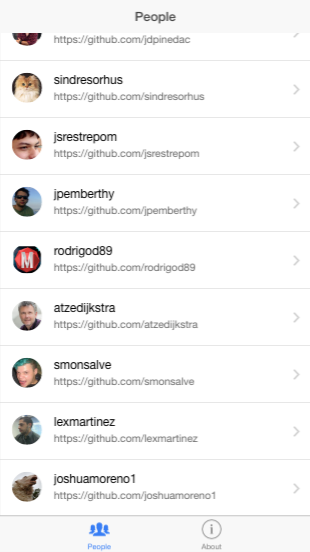 People
https://github.com/jdpinedac
sindresorhus
https://github.com/sindresorhus
jsrestrepom
https://github.com/jsrestrepom
jpemberthy
https://github.com/jpemberthy
rodrigod89
https://github.com/rodrigod89
M
atzedijkstra
https://github.com/atzedijkstra
smonsalve
https://github.com/smonsalve
lexmartinez
https://github.com/lexmartinez
joshuamoreno1
https://github.com/joshuamoreno1
People
About